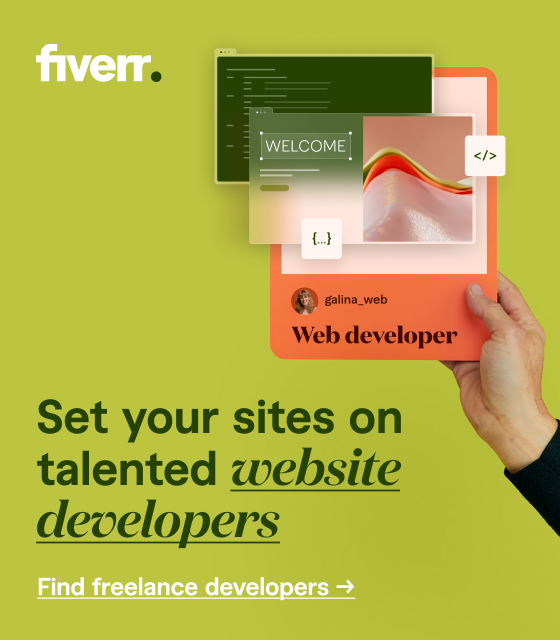 fiverr.
WELCOME
</>
{...}
galina_web
Web developer
Set your sites on
talented website
developers
Find freelance developers →